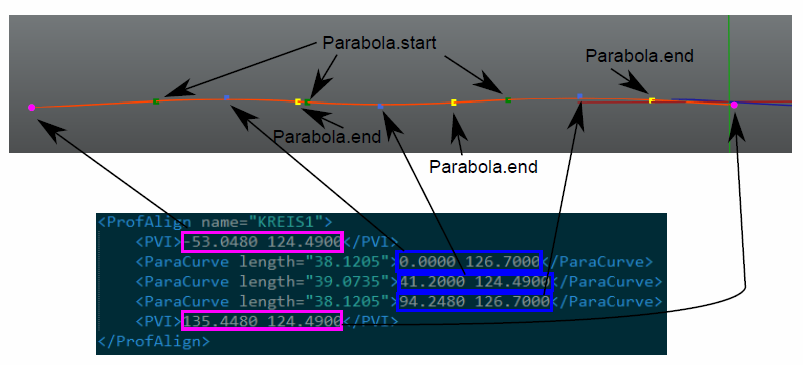 Parabola.start
Parabola.end
Parabola.end
Parabola.end
<ProfAlign name="KREIS1">
<PVI>-53.0480 124.4900</PVI>
<ParaCurve length="38.1205">0.0000 126.7000</ParaCurve>
<ParaCurve length="39.0735">41.2000 124.4900</ParaCurve>
<ParaCurve length="38.1205">94.2480 126.7000</ParaCurve>
<PVI>135.4480 124.4900</PVI>
</ProfAlign>